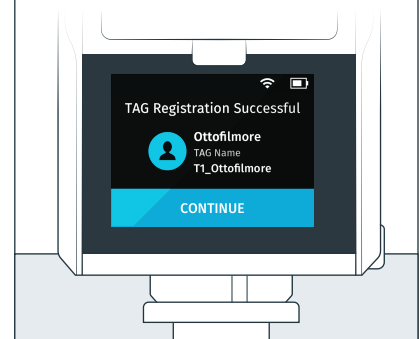 TAG Registration Successful
Ottofilmore
TAG Name
T1_Ottofilmore
CONTINUE